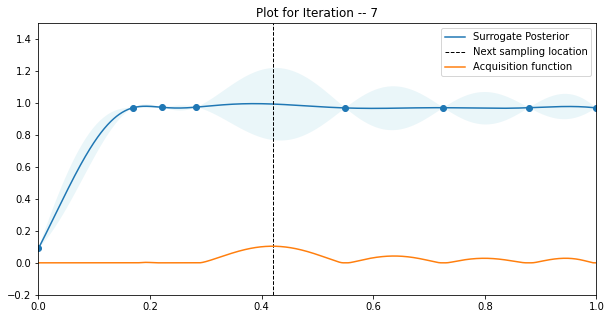 Plot for Iteration -- 7
Surrogate Posterior
Next sampling location
Acquisition function
1.4
1.2
1.0
0.8
0.6
0.4
0.2
0.0
−0.2
0.0 0.2 0.4 0.6 0.8 1.0